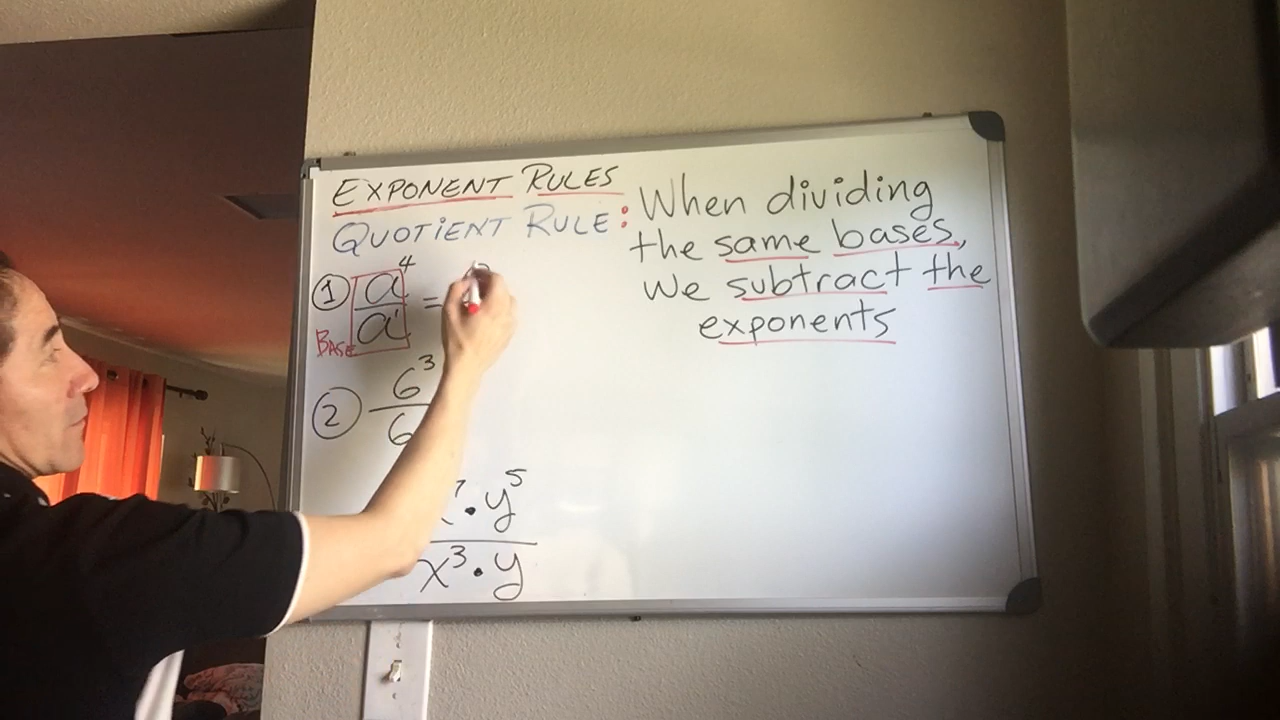 EXPONENT RULES
QUOTIENT RULE:
When dividing
the same bases,
we subtract the
exponents
① a⁴
a¹
=
BASE
② 6³
6
· y⁵
x³ · y